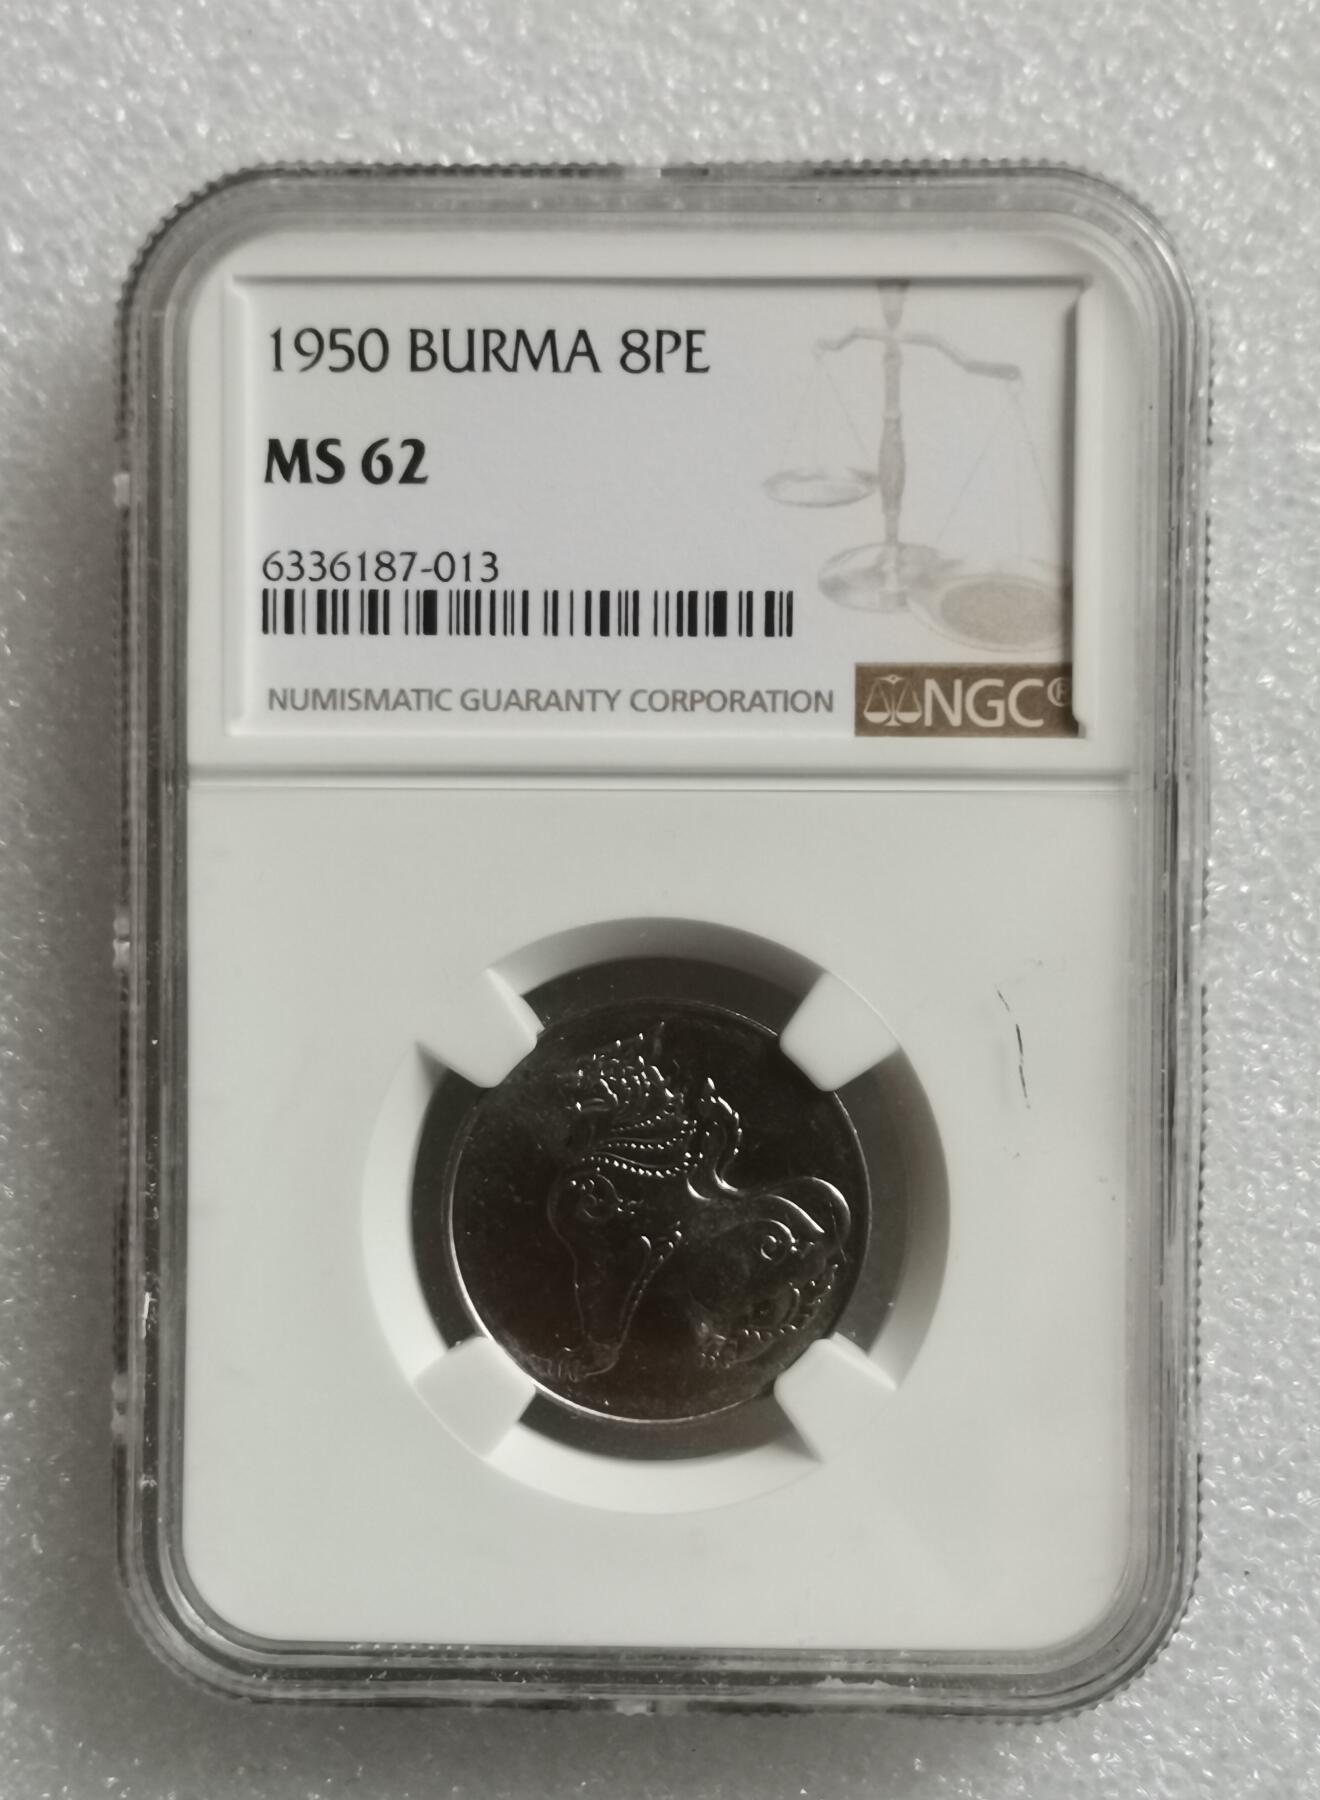 1950 BURMA 8PE
MS 62
6336187-013
NUMISMATIC GUARANTY CORPORATION
NGC®